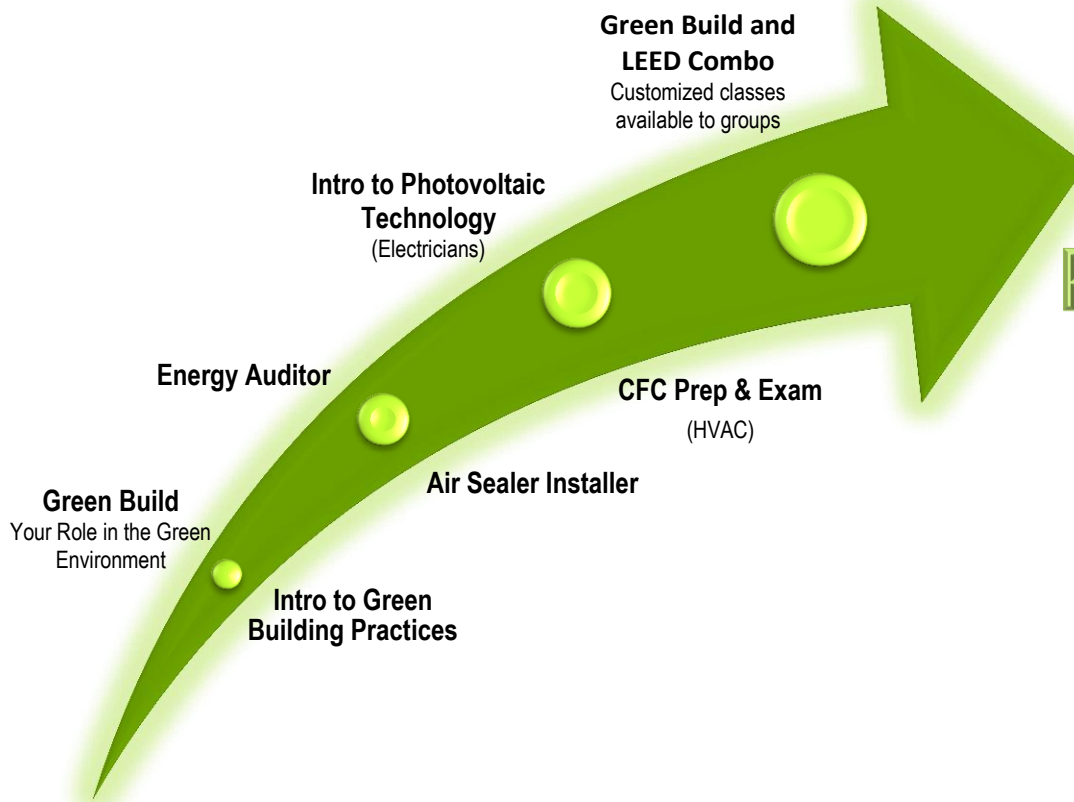 Green Build and
LEED Combo
Customized classes
available to groups
Intro to Photovoltaic
Technology
(Electricians)
Energy Auditor
CFC Prep & Exam
(HVAC)
Air Sealer Installer
Green Build
Your Role in the Green
Environment
Intro to Green
Building Practices